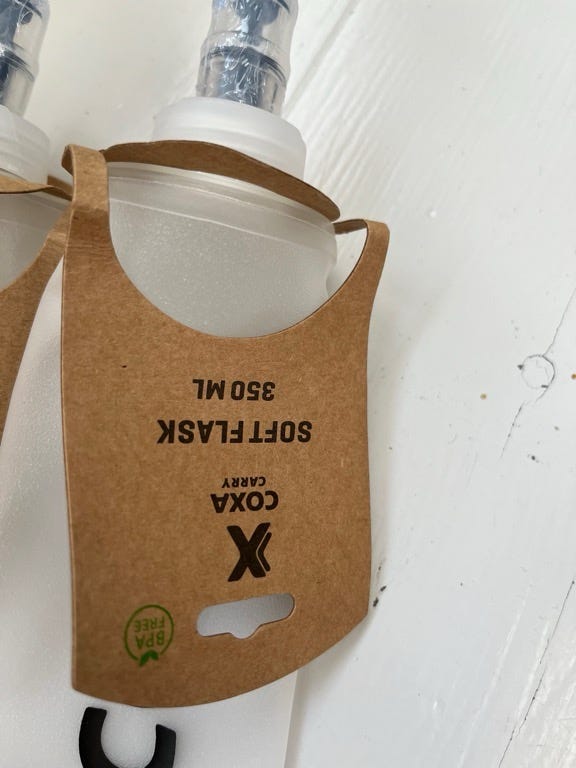 COXA
CARRY
SOFT FLASK
350 ML
BPA
FREE